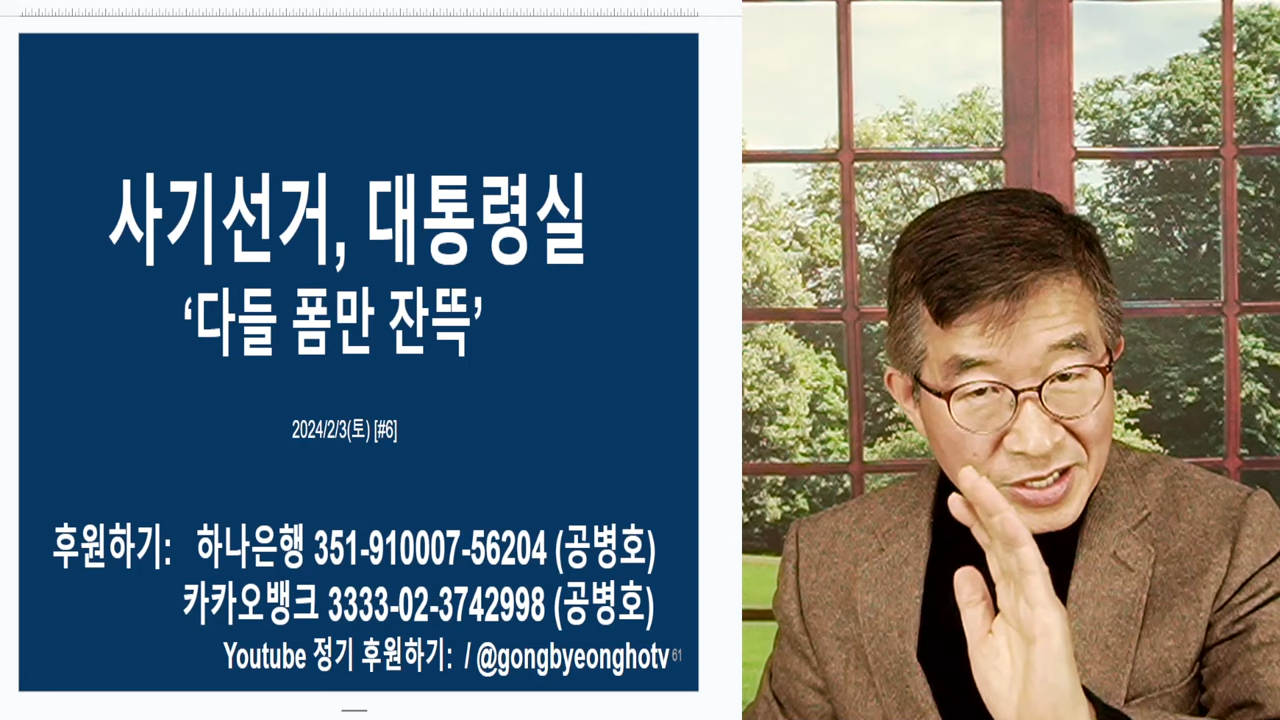 사기선거, 대통령실
‘다들 폼만 잔뜩’
2024/2/3(토) [#6]
후원하기: 하나은행 351-910007-56204 (공병호)
카카오뱅크 3333-02-3742998 (공병호)
Youtube 정기 후원하기: / @gongbyeonghotv
61